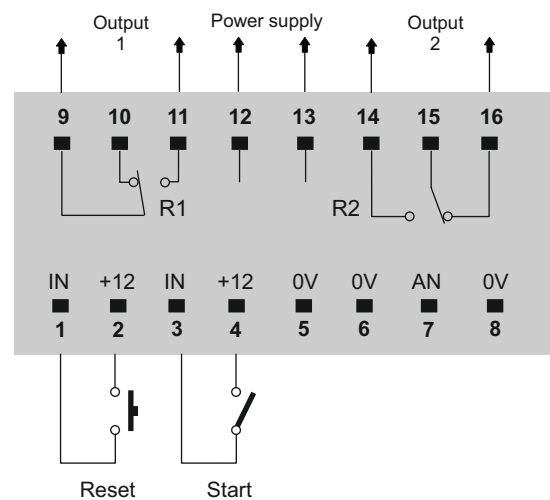 Output Power supply Output
1 2
9 10 11 12 13 14 15 16
R1 R2
IN +12 IN +12 0V 0V AN 0V
1 2 3 4 5 6 7 8
Reset Start